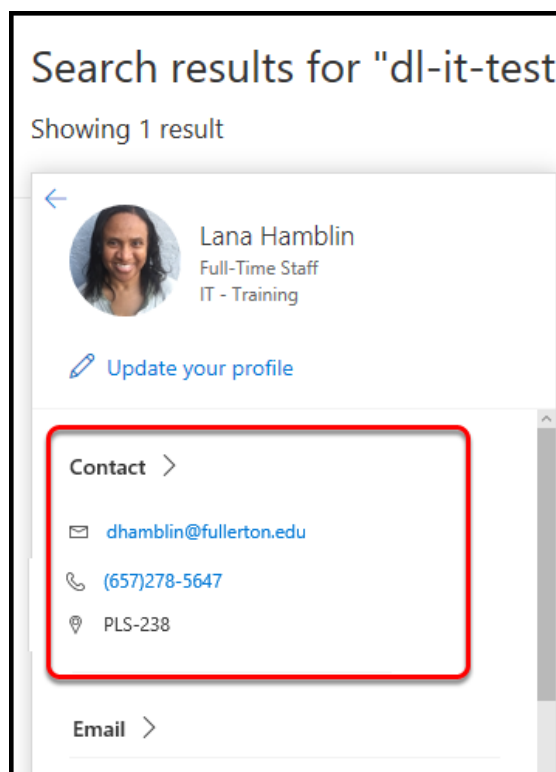 Search results for "dl-it-test
Showing 1 result
Lana Hamblin
Full-Time Staff
IT - Training
Update your profile
Contact
dhamblin@fullerton.edu
(657)278-5647
PLS-238
Email